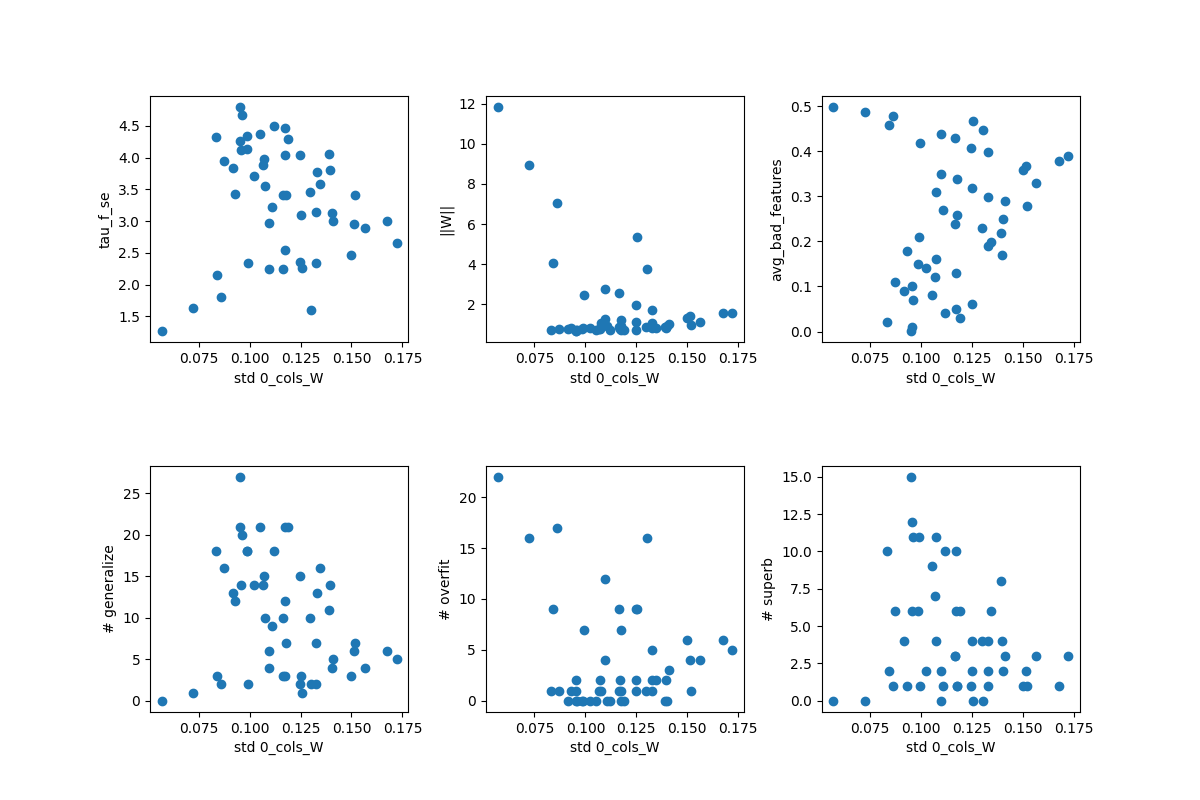 4.5
4.0
3.5
3.0
2.5
2.0
1.5
tau_f_se
0.075 0.100 0.125 0.150 0.175
std 0_cols_W
12
10
8
6
4
2
||W||
0.075 0.100 0.125 0.150 0.175
std 0_cols_W
0.5
0.4
0.3
0.2
0.1
0.0
avg_bad_features
0.075 0.100 0.125 0.150 0.175
std 0_cols_W
25
20
15
10
5
0
# generalize
0.075 0.100 0.125 0.150 0.175
std 0_cols_W
20
15
10
5
0
# overfit
0.075 0.100 0.125 0.150 0.175
std 0_cols_W
15.0
12.5
10.0
7.5
5.0
2.5
0.0
# superb
0.075 0.100 0.125 0.150 0.175
std 0_cols_W